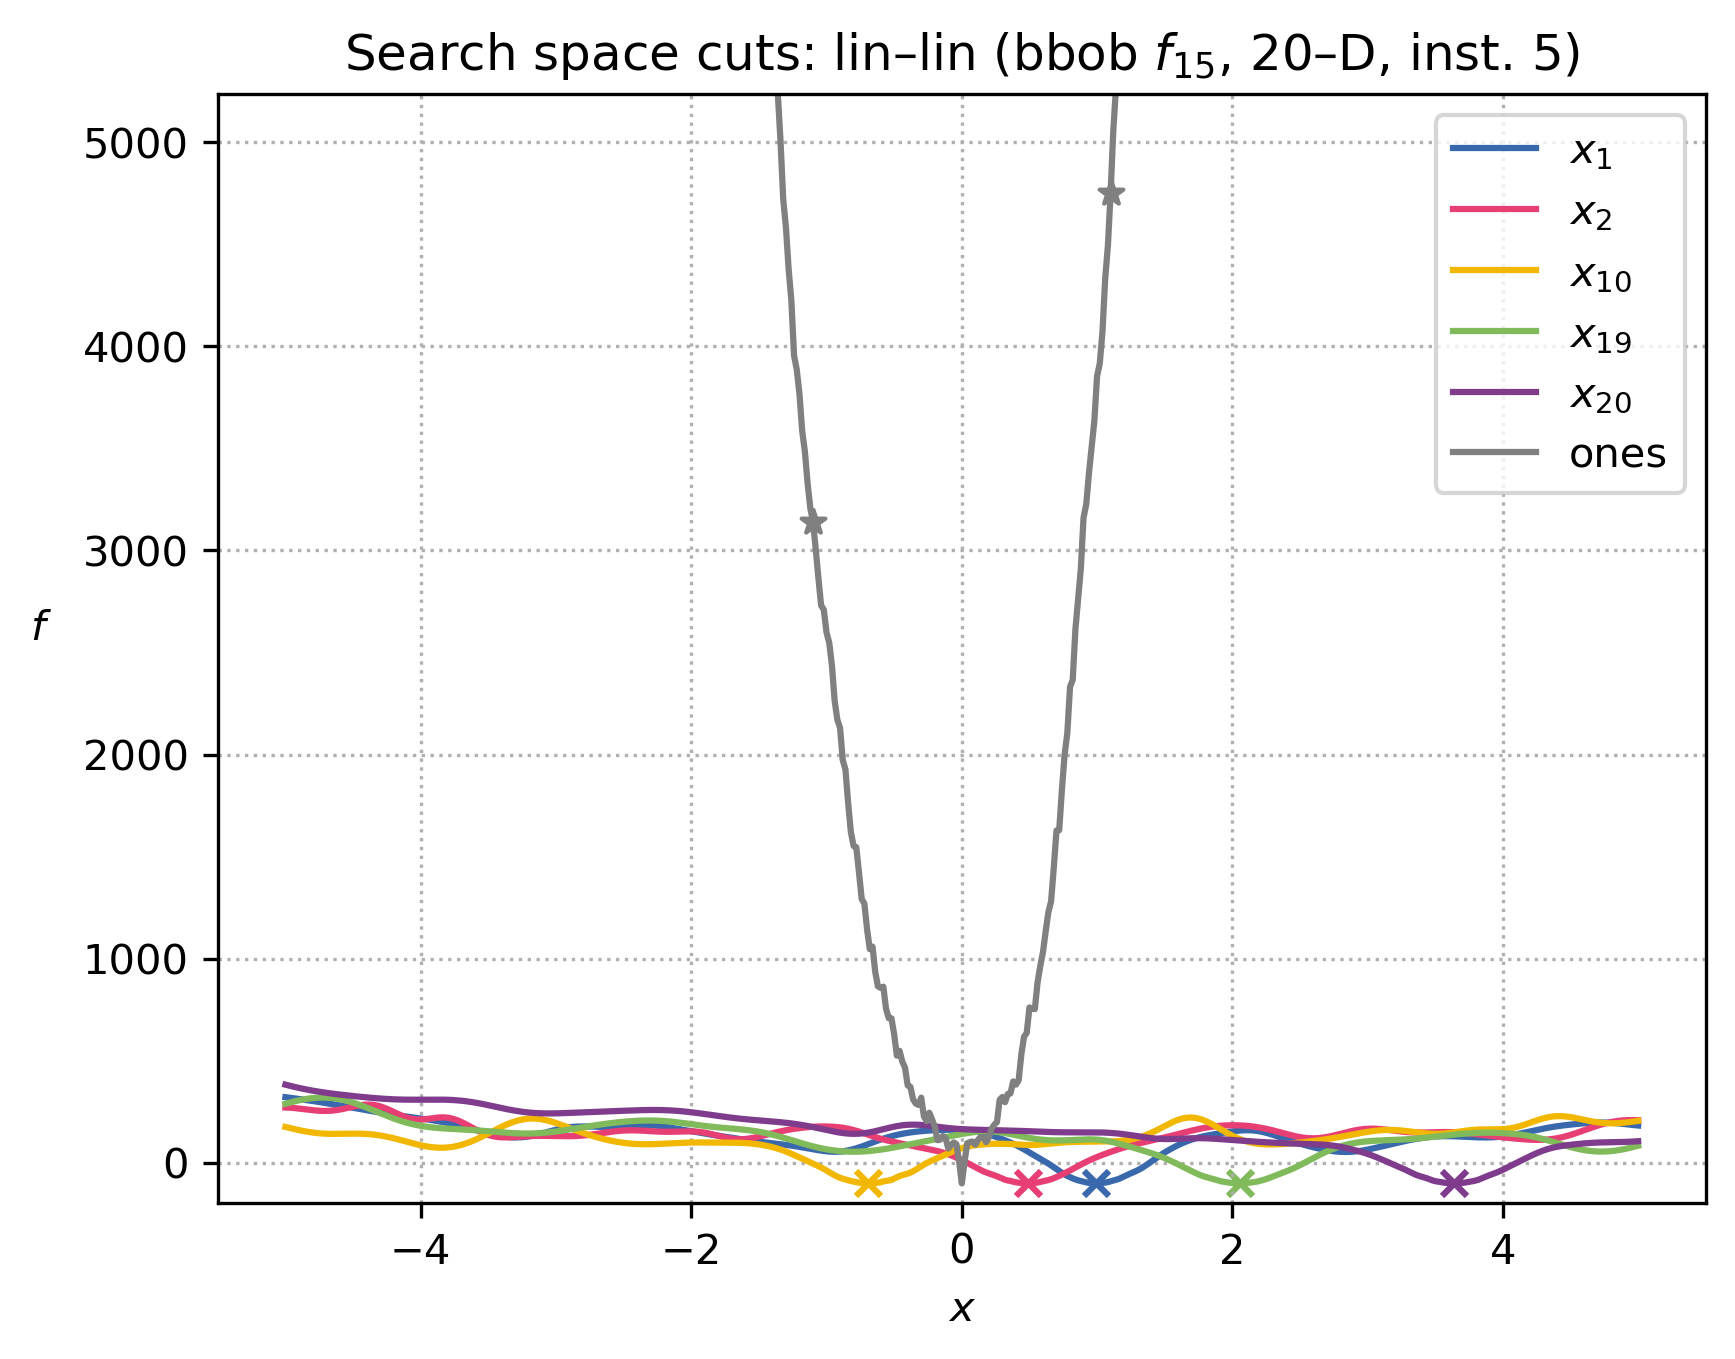 Search space cuts: lin–lin (bbob f₁₅, 20–D, inst. 5)
5000
4000
3000
2000
1000
0
f
−4 −2 0 2 4
x
x₁
x₂
x₁₀
x₁₉
x₂₀
ones